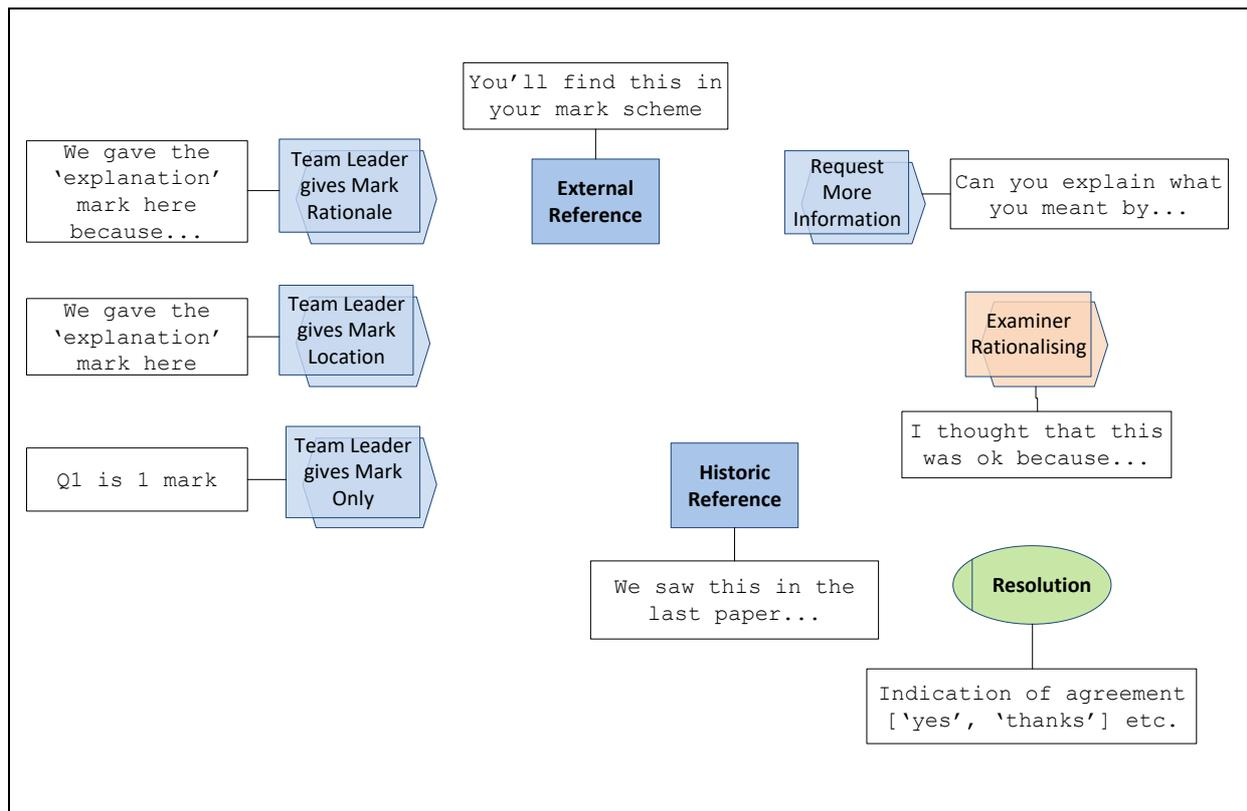 You’ll find this in
your mark scheme
We gave the
‘explanation’
mark here
because...
Team Leader
gives Mark
Rationale
External
Reference
Request
More
Information
Can you explain what
you meant by...
We gave the
‘explanation’
mark here
Team Leader
gives Mark
Location
Examiner
Rationalising
I thought that this
was ok because...
Q1 is 1 mark
Team Leader
gives Mark
Only
Historic
Reference
We saw this in the
last paper...
Resolution
Indication of agreement
[‘yes’, ‘thanks’] etc.